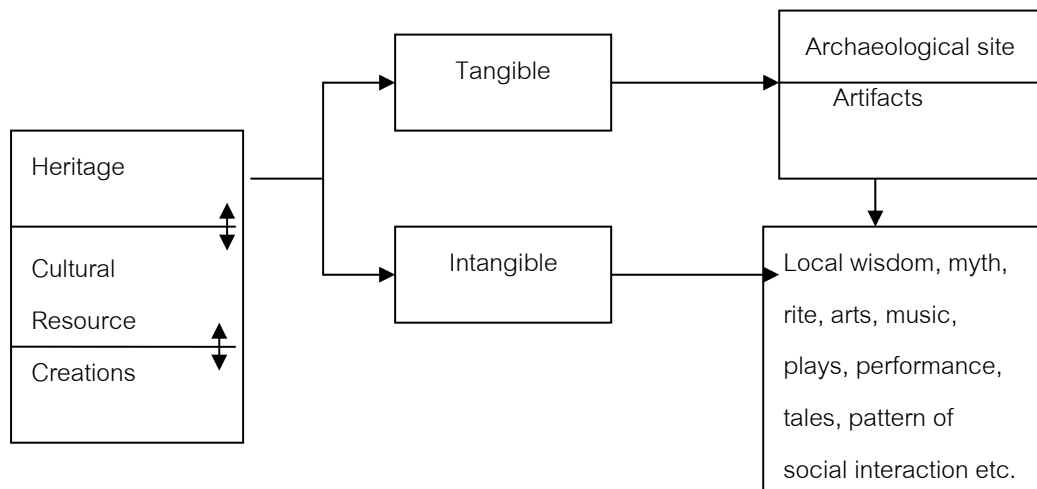 Heritage
Cultural
Resource
Creations
Tangible
Intangible
Archaeological site
Artifacts
Local wisdom, myth,
rite, arts, music,
plays, performance,
tales, pattern of
social interaction etc.